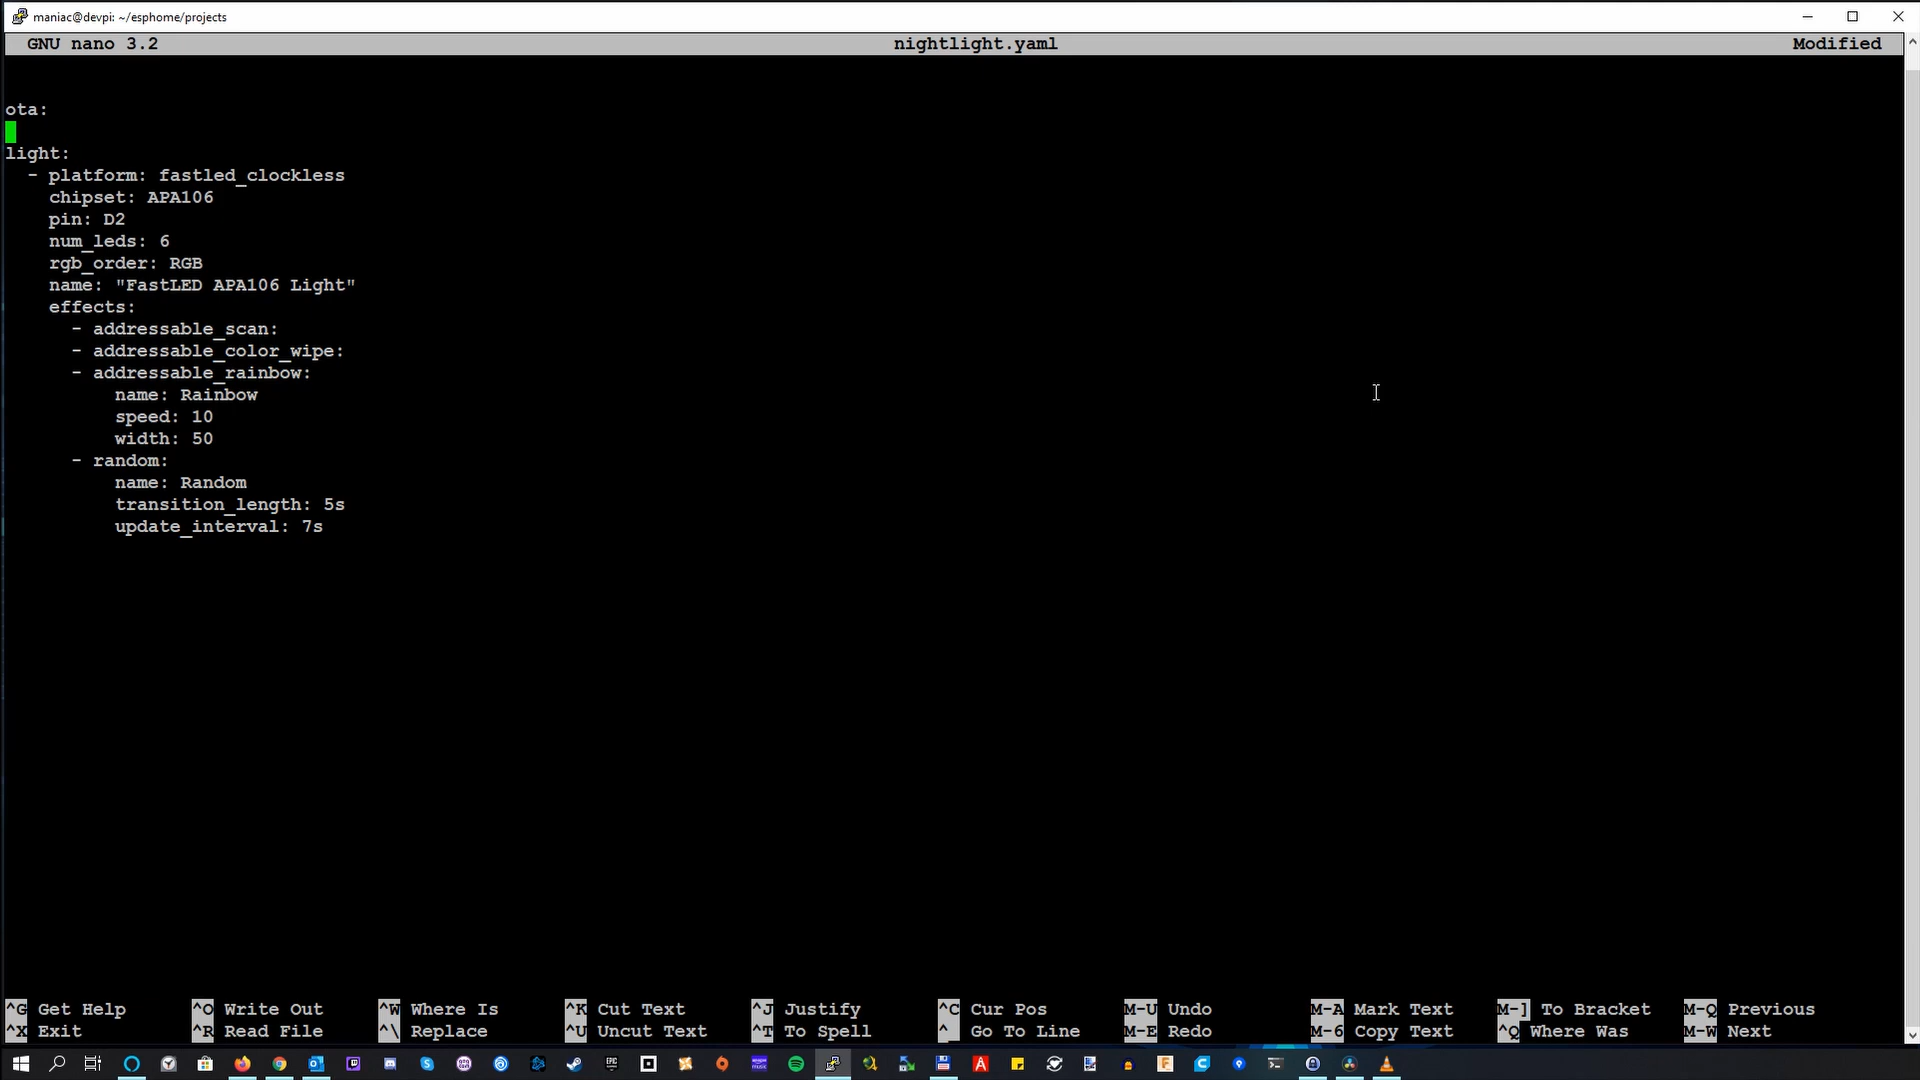 maniac@devpi: ~/esphome/projects
GNU nano 3.2 nightlight.yaml Modified
ota:
light:
  - platform: fastled_clockless
    chipset: APA106
    pin: D2
    num_leds: 6
    rgb_order: RGB
    name: "FastLED APA106 Light"
    effects:
      - addressable_scan:
      - addressable_color_wipe:
      - addressable_rainbow:
          name: Rainbow
          speed: 10
          width: 50
      - random:
          name: Random
          transition_length: 5s
          update_interval: 7s
^G Get Help ^O Write Out ^W Where Is ^K Cut Text ^J Justify ^C Cur Pos M-U Undo M-A Mark Text M-] To Bracket M-Q Previous
^X Exit ^R Read File ^\ Replace ^U Uncut Text ^T To Spell ^_ Go To Line M-E Redo M-6 Copy Text ^Q Where Was M-W Next